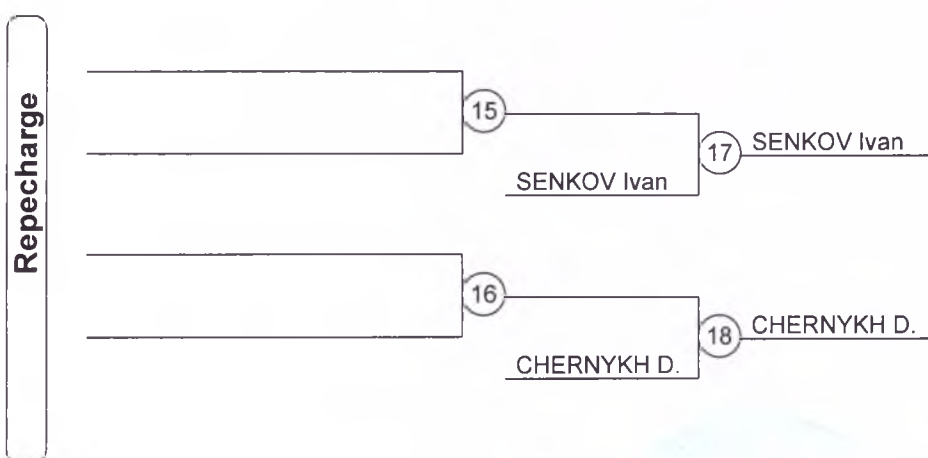 Repechage
15
17
SENKOV Ivan
SENKOV Ivan
16
18
CHERNYKH D.
CHERNYKH D.